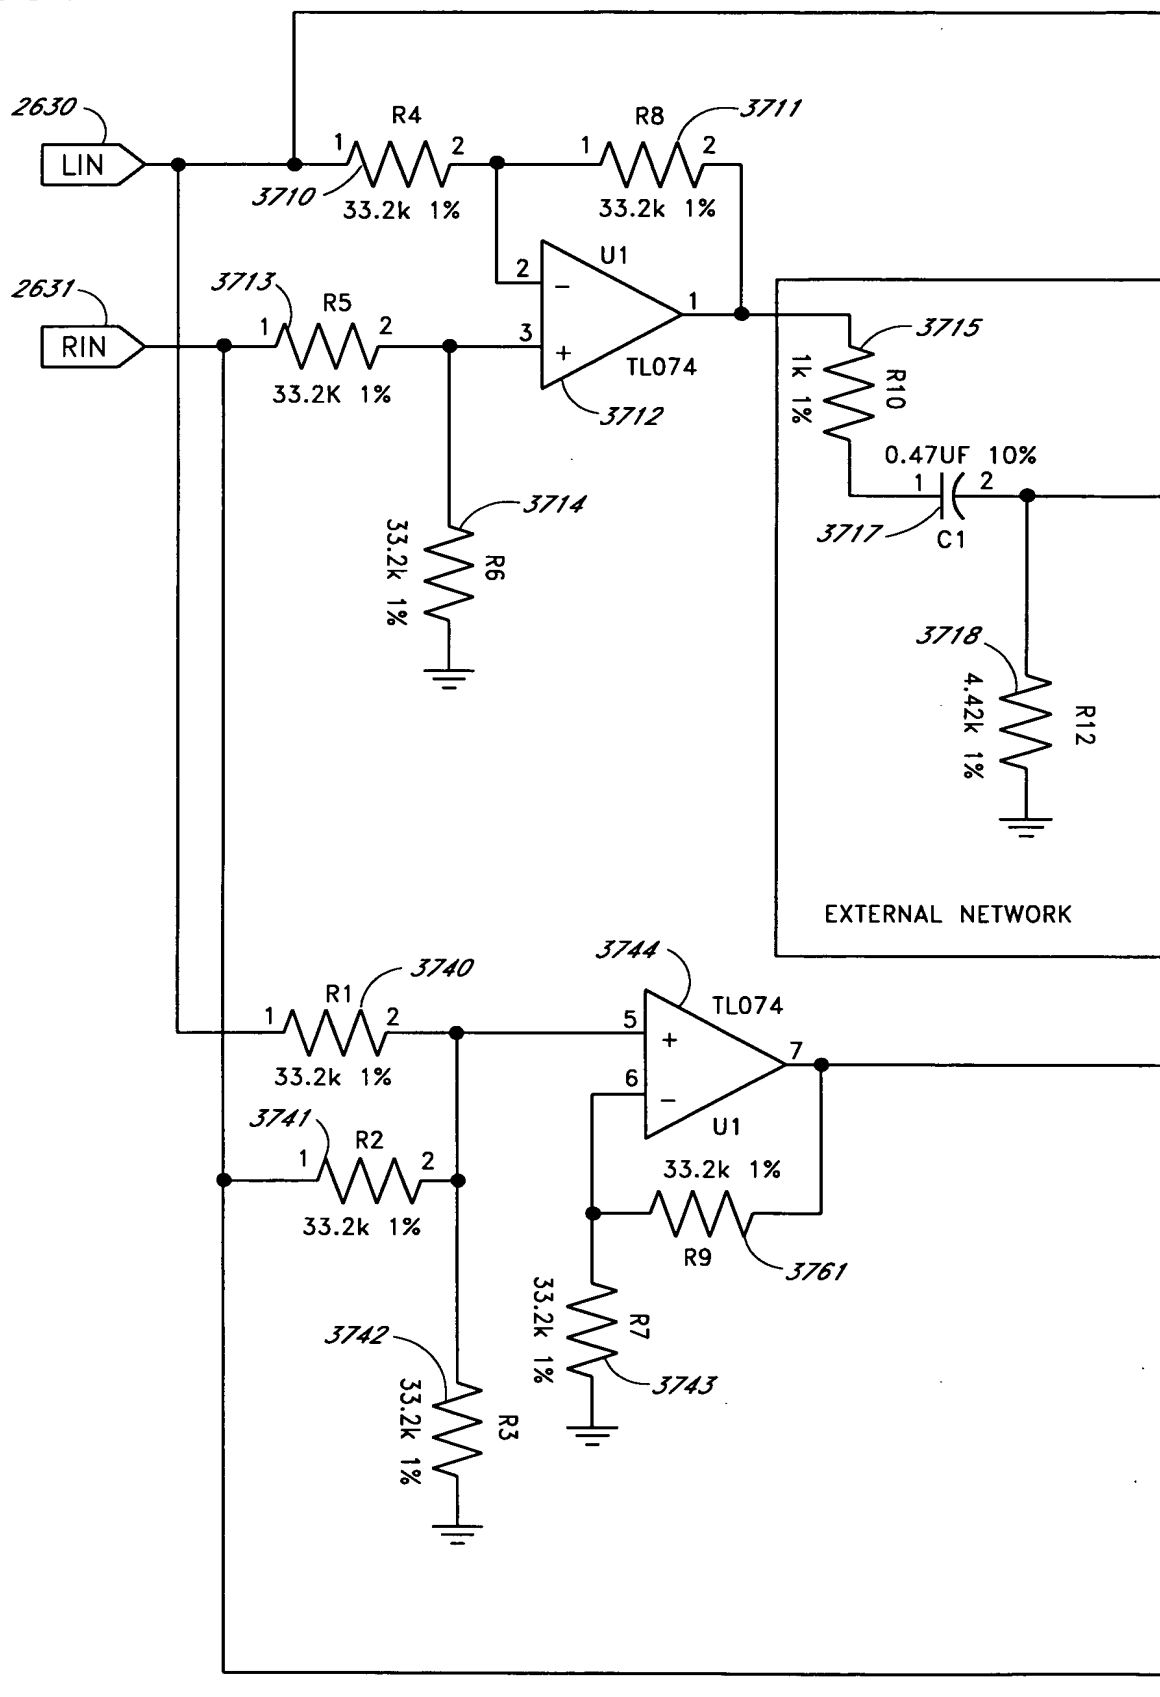 2630
LIN
R4
1
2
3710
33.2k 1%
R8
3711
1
2
33.2k 1%
2631
RIN
3713
R5
1
2
33.2K 1%
U1
2
−
3
+
1
TL074
3712
3715
1k 1%
R10
0.47UF 10%
1
2
3717
C1
3714
33.2k 1%
R6
3718
4.42k 1%
R12
EXTERNAL NETWORK
3740
R1
1
2
33.2k 1%
3744
TL074
5
+
6
−
7
U1
3741
R2
1
2
33.2k 1%
33.2k 1%
R9
3761
3742
33.2k 1%
R3
33.2k 1%
R7
3743